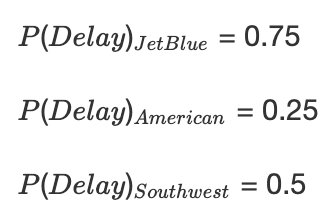 P(Delay)JetBlue = 0.75
P(Delay)American = 0.25
P(Delay)Southwest = 0.5